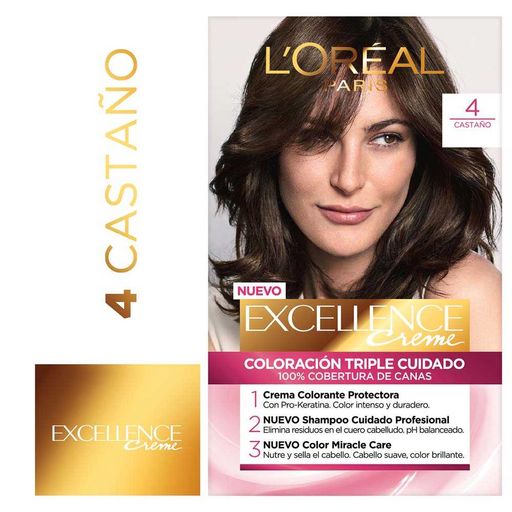 4 CASTAÑO
EXCELLENCE
Creme
L'ORÉAL
PARIS
4
CASTAÑO
NUEVO
EXCELLENCE
Creme
COLORACIÓN TRIPLE CUIDADO
100% COBERTURA DE CANAS
1 Crema Colorante Protectora
Con Pro-Keratina. Color intenso y duradero.
2 NUEVO Shampoo Cuidado Profesional
Elimina residuos en el cuero cabelludo. pH balanceado.
3 NUEVO Color Miracle Care
Nutre y sella el cabello. Cabello suave, color brillante.